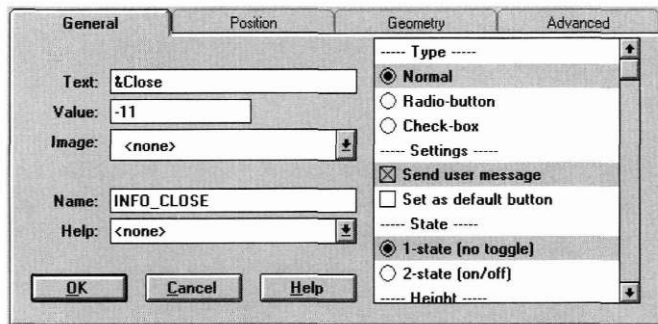 General Position Geometry Advanced
Text: &Close
Value: -11
Image: <none>
Name: INFO_CLOSE
Help: <none>
OK Cancel Help
----- Type -----
Normal
Radio-button
Check-box
----- Settings -----
Send user message
Set as default button
----- State -----
1-state (no toggle)
2-state (on/off)
----- Height -----